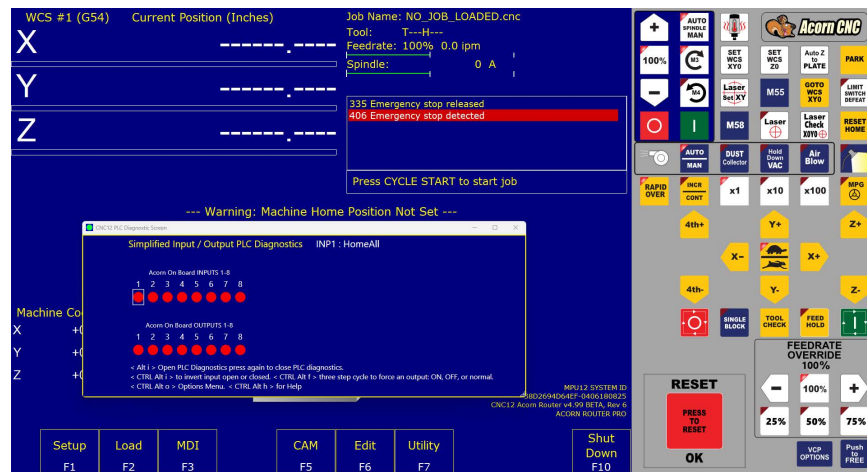 WCS #1 (G54) Current Position (Inches)
X ------.----
Y ------.----
Z ------.----
Job Name: NO_JOB_LOADED.cnc
Tool: T---H---
Feedrate: 100% 0.0 ipm
Spindle: 0 A
335 Emergency stop released
406 Emergency stop detected
Press CYCLE START to start job
--- Warning: Machine Home Position Not Set ---
CNC12 PLC Diagnostic Screen
Simplified Input / Output PLC Diagnostics INP1 : HomeAll
Acorn On Board INPUTS 1-8
1 2 3 4 5 6 7 8
Acorn On Board OUTPUTS 1-8
1 2 3 4 5 6 7 8
< Alt i > Open PLC Diagnostics press again to close PLC diagnostics.
< CTRL Alt i > to invert input open or closed. < CTRL Alt f > three step cycle to force an output: ON, OFF, or normal.
< CTRL Alt o > Options Menu. < CTRL Alt h > for Help
Machine Co
X +0
Y +0
Z +0
MPU12 SYSTEM ID
CNC12 Acorn Router v4.99 BETA, Rev 6
ACORN ROUTER PRO
Setup Load MDI CAM Edit Utility Shut Down
F1 F2 F3 F5 F6 F7 F10
+ AUTO SPINDLE MAN Acorn CNC
100% M3 SET WCS XY0 SET WCS Z0 Auto Z to PLATE PARK
- M4 Laser Set XY M55 GOTO WCS XY0 LIMIT SWITCH DEFEAT
M58 Laser Laser Check X0Y0 RESET HOME
AUTO MAN DUST Collector Hold Down VAC Air Blow
RAPID OVER INCR CONT x1 x10 x100 MPG
4th+ Y+ Z+
X- X+
4th- Y- Z-
SINGLE BLOCK TOOL CHECK FEED HOLD
FEEDRATE OVERRIDE
100%
RESET
PRESS TO RESET
OK
- 100% +
25% 50% 75%
VCP OPTIONS Push to FREE